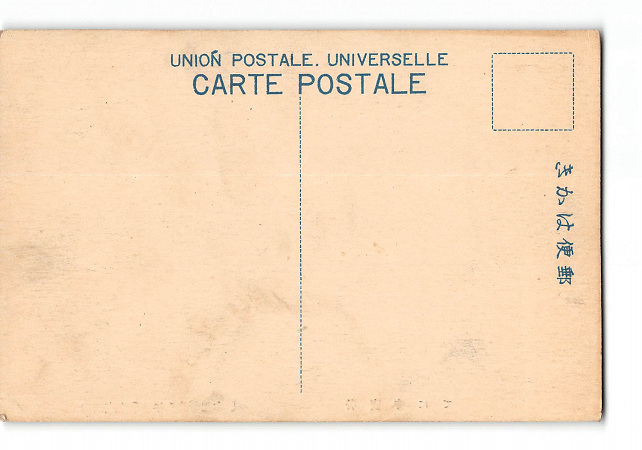 UNION POSTALE. UNIVERSELLE
CARTE POSTALE
郵便はかき